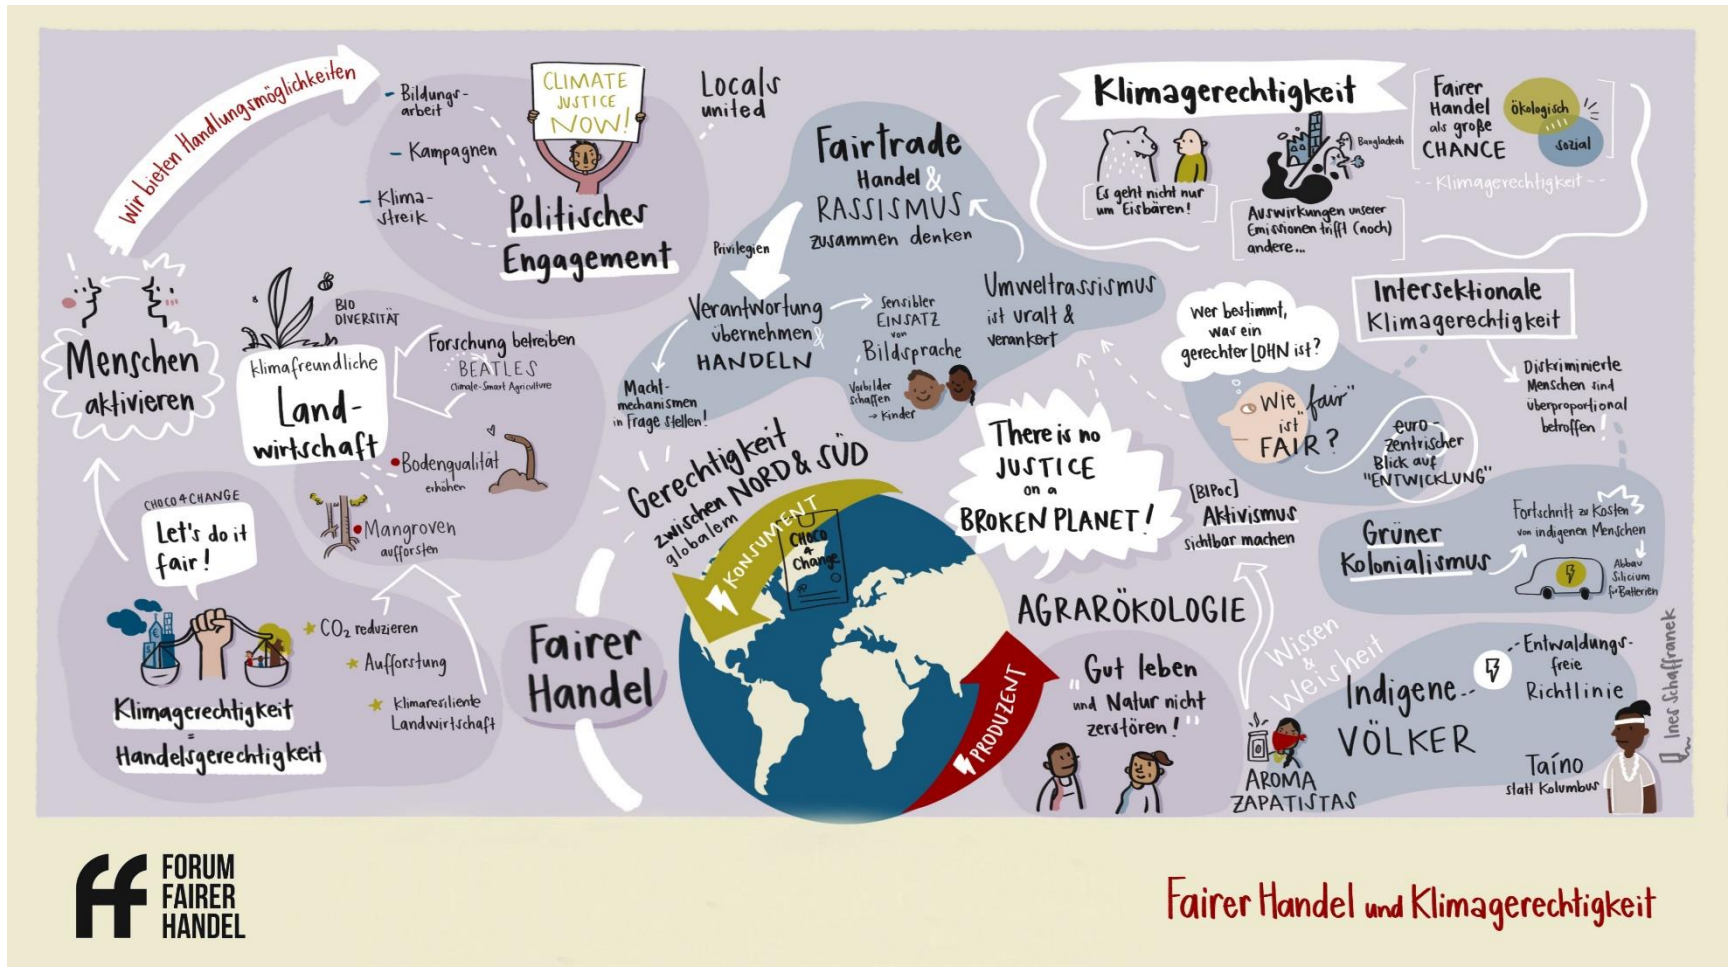 Wir bieten Handlungsmöglichkeiten
Menschen
aktivieren
- Bildungs-
arbeit
- Kampagnen
- Klima-
streik
CLIMATE
JUSTICE
NOW!
Politisches
Engagement
Locals
united
BIO
DIVERSITÄT
klimafreundliche
Land-
wirtschaft
Forschung betreiben
BEATLES
Climate-Smart Agriculture
Bodenqualität
erhöhen
Mangroven
aufforsten
CHOCO4CHANGE
Let's do it
fair!
CO₂ reduzieren
Aufforstung
klimaresiliente
Landwirtschaft
Klimagerechtigkeit
=
Handelsgerechtigkeit
Fairtrade
Handel &
RASSISMUS
zusammen denken
Privilegien
Verantwortung
übernehmen &
HANDELN
Macht-
mechanismen
in Frage stellen!
Sensibler
EINSATZ
von
Bildsprache
Vorbilder
schaffen
→ Kinder
Umweltrassismus
ist uralt &
verankert
Klimagerechtigkeit
Es geht nicht nur
um Eisbären!
Bangladesch
Auswirkungen unserer
Emissionen trifft (noch)
andere...
Fairer
Handel
als große
CHANCE
ökologisch
sozial
-- Klimagerechtigkeit --
Wer bestimmt,
was ein
gerechter LOHN ist?
Wie "fair"
ist
FAIR?
euro-
zentrischer
Blick auf
"ENTWICKLUNG"
Intersektionale
Klimagerechtigkeit
Diskriminierte
Menschen sind
überproportional
betroffen!
Gerechtigkeit
zwischen NORD & SÜD
globalem
Fairer
Handel
KONSUMENT
CHOCO
4
Change
PRODUZENT
There is no
JUSTICE
on a
BROKEN PLANET!
[BIPoc]
Aktivismus
sichtbar machen
Grüner
Kolonialismus
Fortschritt zu Kosten
von indigenen Menschen
Abbau
Silicium
für Batterien
AGRARÖKOLOGIE
"Gut leben
und Natur nicht
zerstören!"
Wissen
&
Weisheit
AROMA
ZAPATISTAS
Indigene
VÖLKER
Entwaldungs-
freie
Richtlinie
Taíno
statt Kolumbus
Ines Schaffranek
FORUM
FAIRER
HANDEL
Fairer Handel und Klimagerechtigkeit